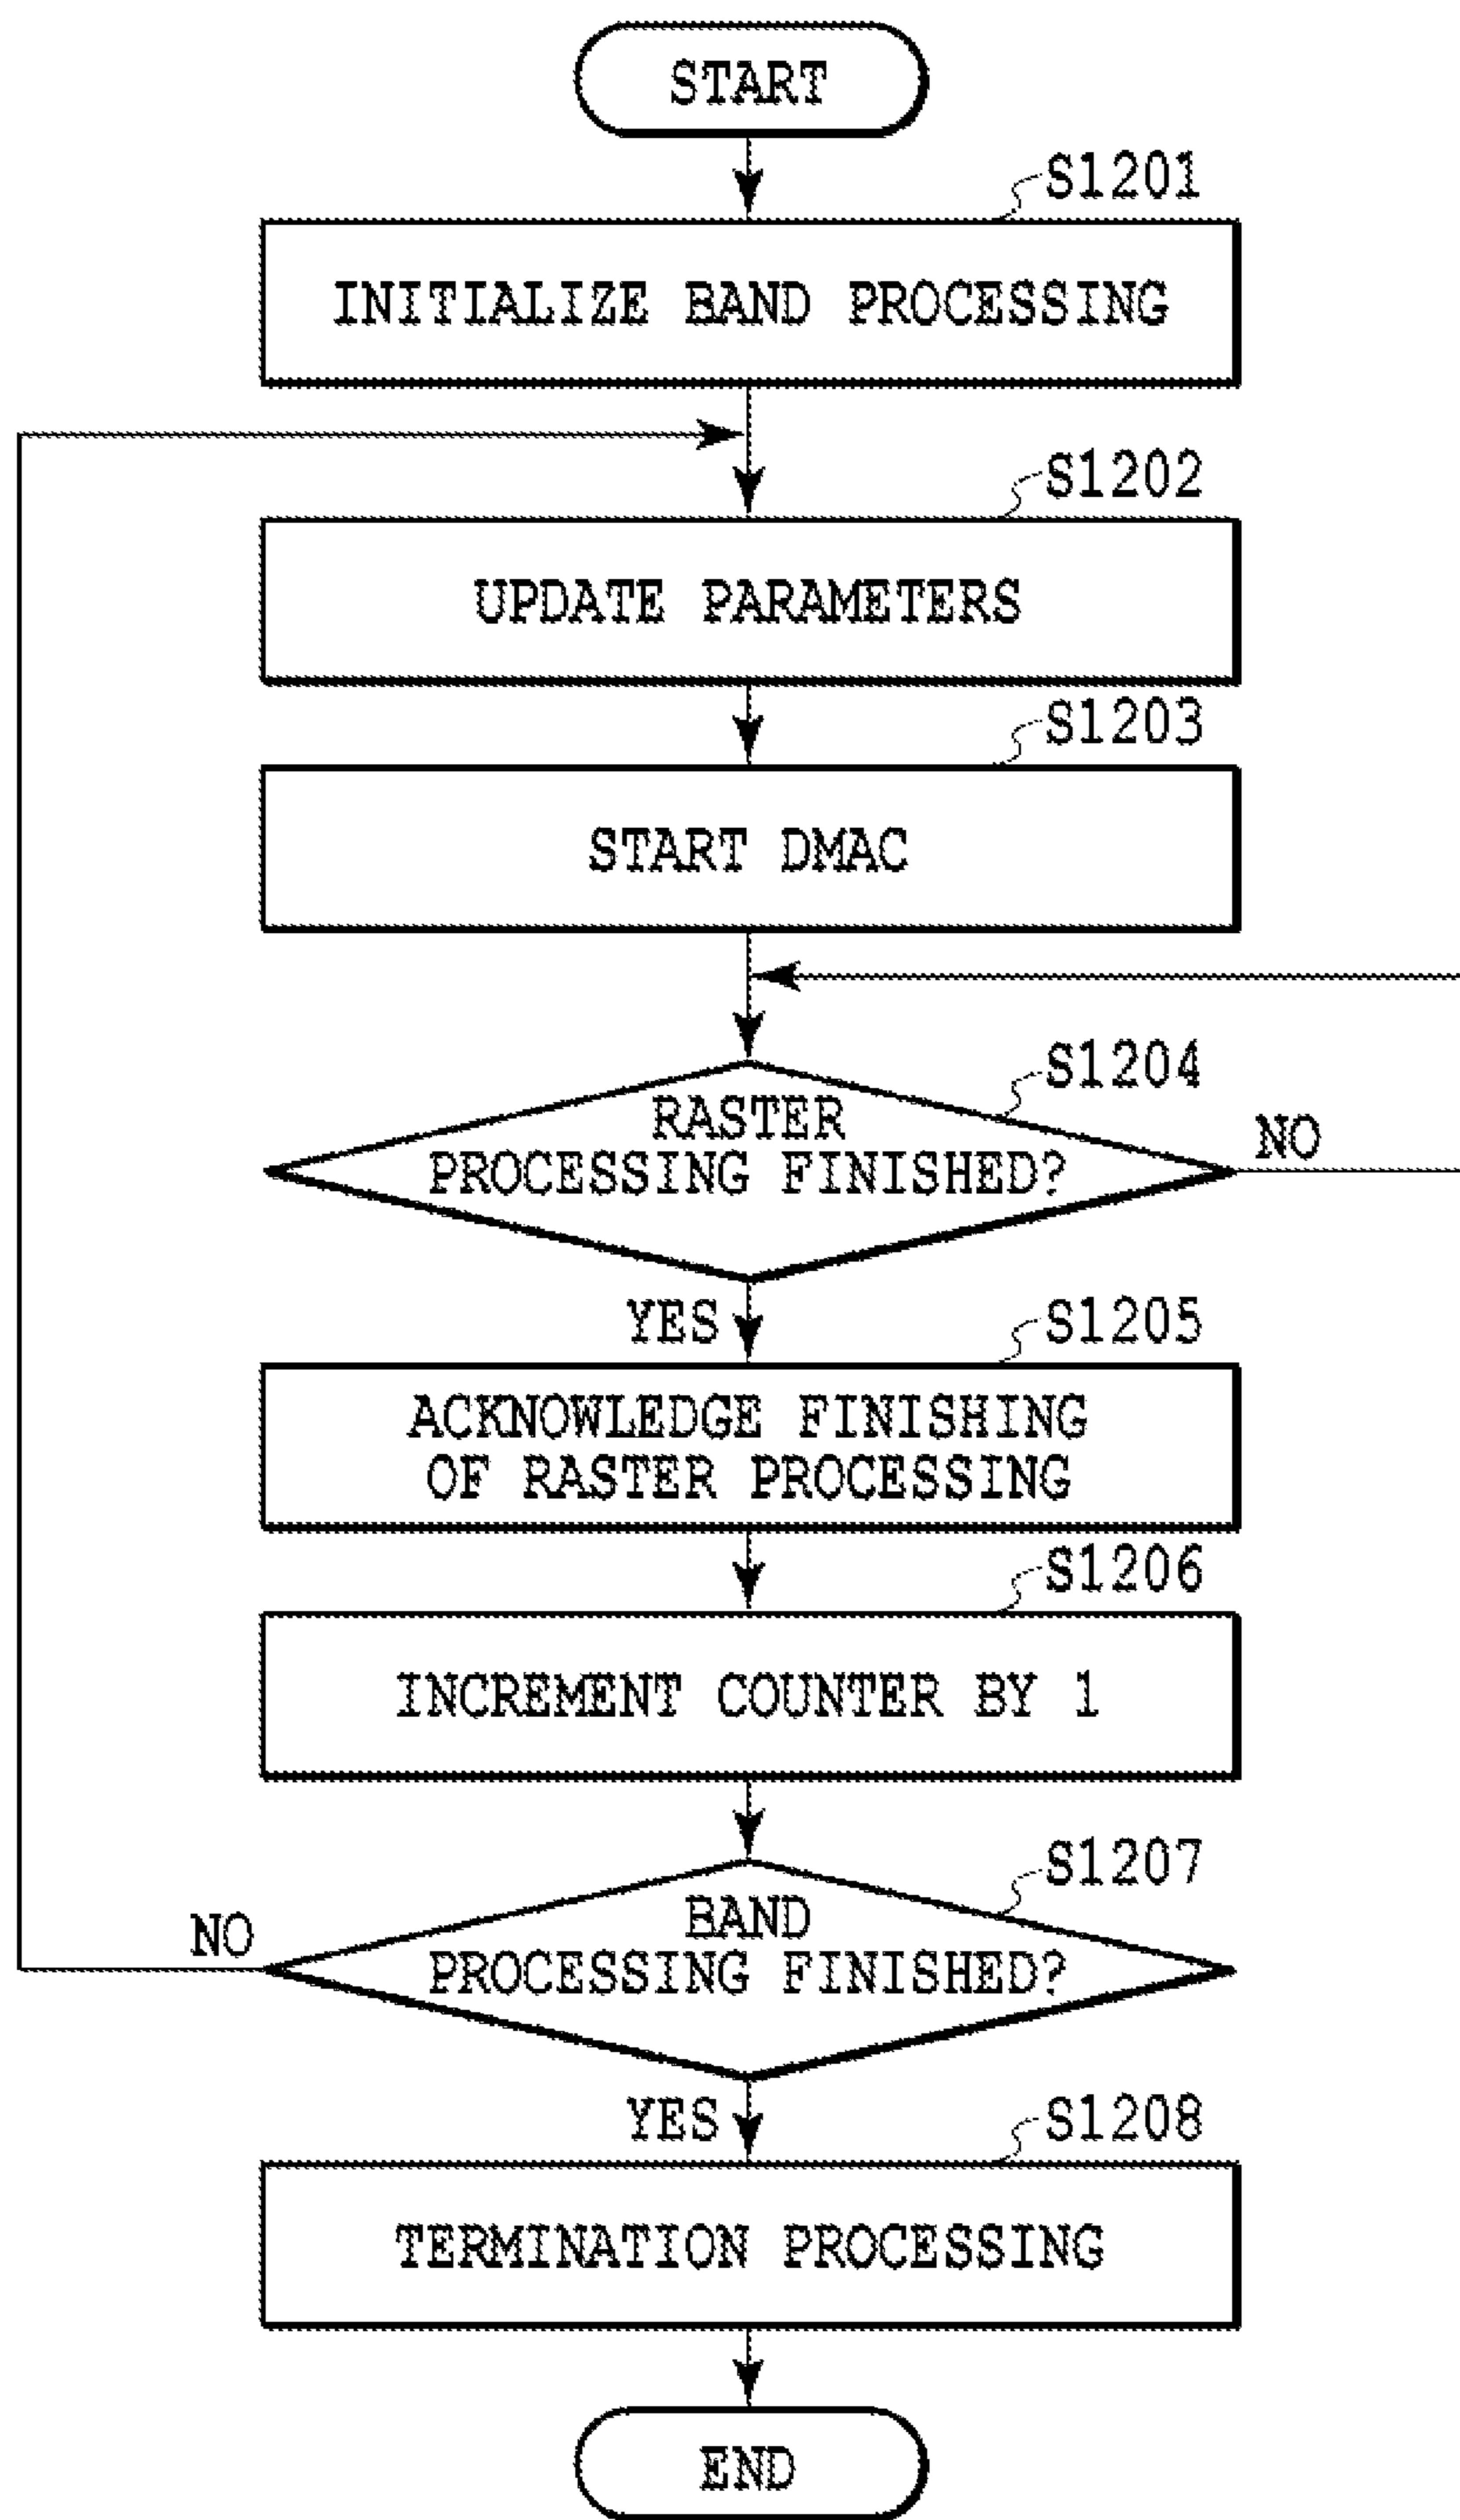 START
S1201
INITIALIZE BAND PROCESSING
S1202
UPDATE PARAMETERS
S1203
START DMAC
S1204
RASTER
PROCESSING FINISHED?
NO
YES
S1205
ACKNOWLEDGE FINISHING
OF RASTER PROCESSING
S1206
INCREMENT COUNTER BY 1
S1207
BAND
PROCESSING FINISHED?
NO
YES
S1208
TERMINATION PROCESSING
END